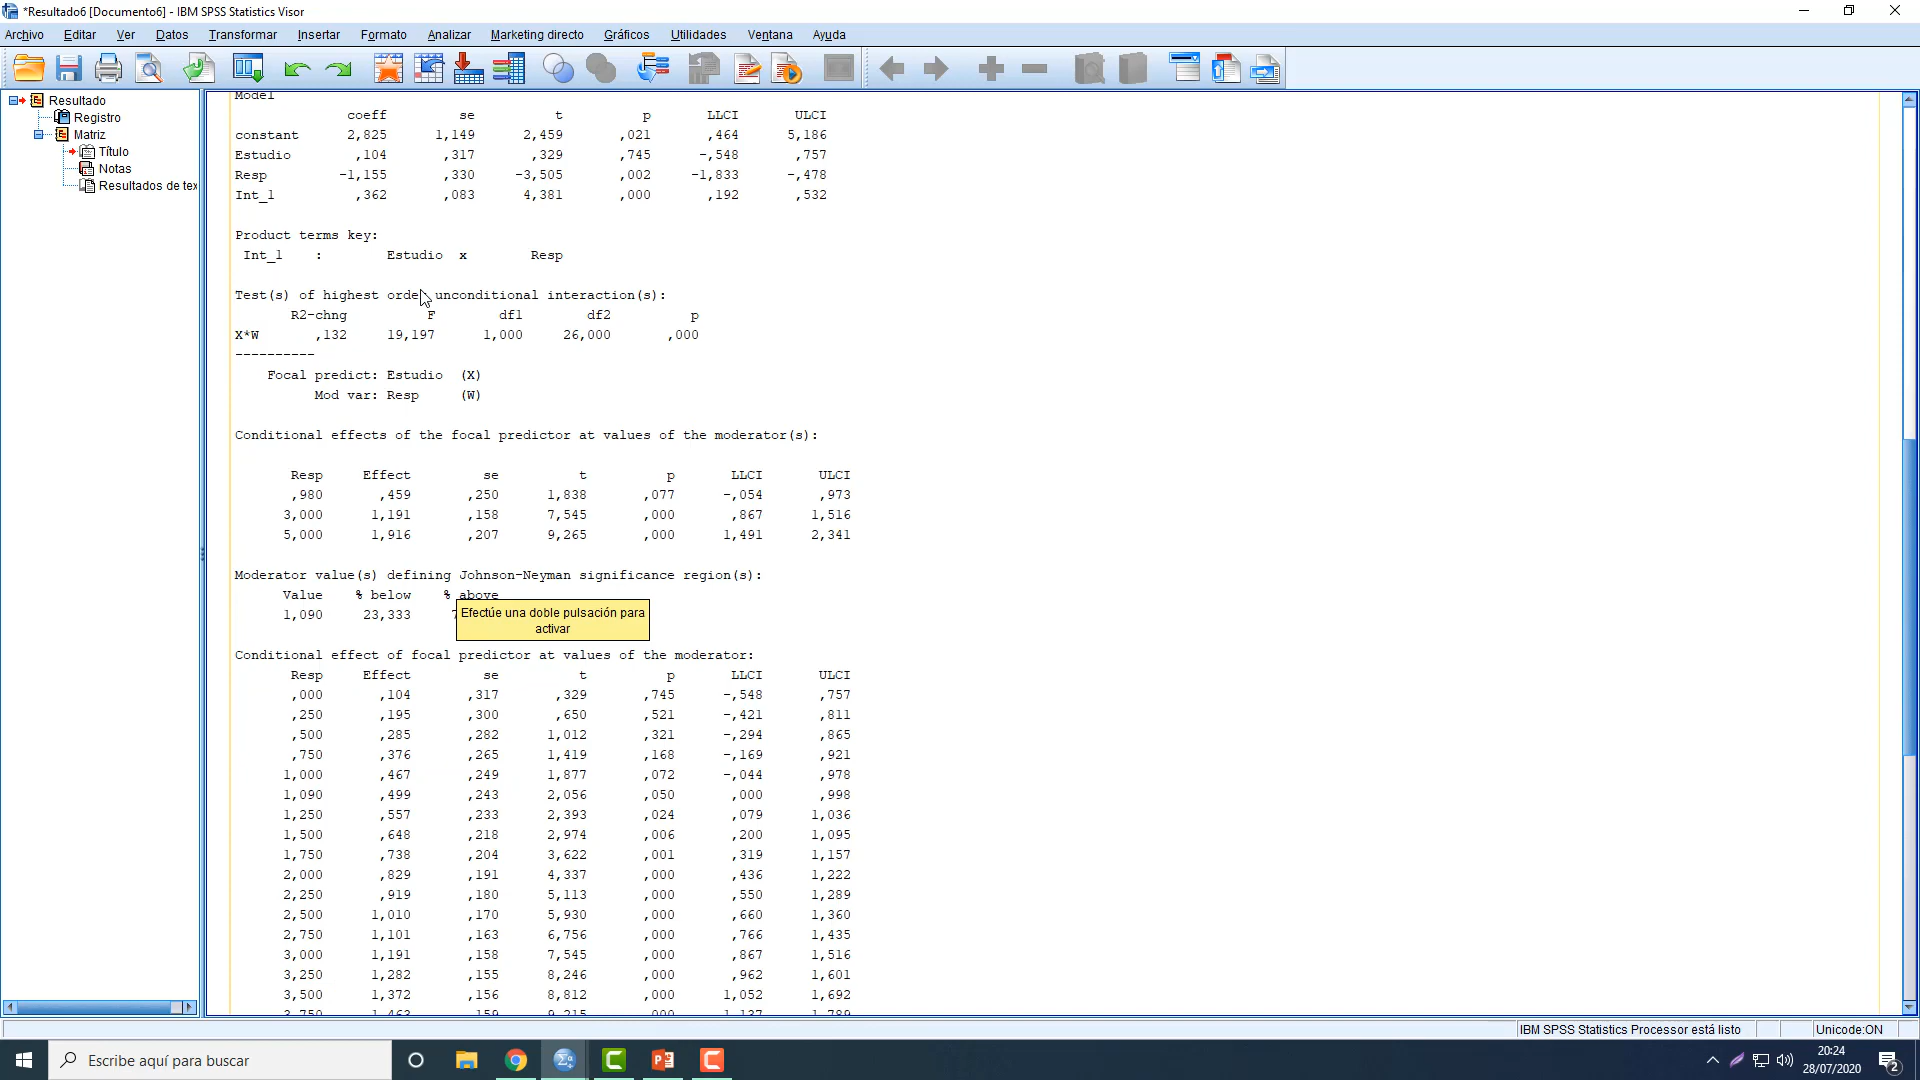 *Resultado6 [Documento6] - IBM SPSS Statistics Visor
Archivo Editar Ver Datos Transformar Insertar Formato Analizar Marketing directo Gráficos Utilidades Ventana Ayuda
Resultado
Registro
Matriz
Título
Notas
Resultados de tex
Model
coeff se t p LLCI ULCI
constant 2,825 1,149 2,459 ,021 ,464 5,186
Estudio ,104 ,317 ,329 ,745 -,548 ,757
Resp -1,155 ,330 -3,505 ,002 -1,833 -,478
Int_1 ,362 ,083 4,381 ,000 ,192 ,532
Product terms key:
Int_1 : Estudio x Resp
Test(s) of highest order unconditional interaction(s):
R2-chng F df1 df2 p
X*W ,132 19,197 1,000 26,000 ,000
----------
Focal predict: Estudio (X)
Mod var: Resp (W)
Conditional effects of the focal predictor at values of the moderator(s):
Resp Effect se t p LLCI ULCI
,980 ,459 ,250 1,838 ,077 -,054 ,973
3,000 1,191 ,158 7,545 ,000 ,867 1,516
5,000 1,916 ,207 9,265 ,000 1,491 2,341
Moderator value(s) defining Johnson-Neyman significance region(s):
Value % below % above
1,090 23,333
Efectúe una doble pulsación para
activar
Conditional effect of focal predictor at values of the moderator:
Resp Effect se t p LLCI ULCI
,000 ,104 ,317 ,329 ,745 -,548 ,757
,250 ,195 ,300 ,650 ,521 -,421 ,811
,500 ,285 ,282 1,012 ,321 -,294 ,865
,750 ,376 ,265 1,419 ,168 -,169 ,921
1,000 ,467 ,249 1,877 ,072 -,044 ,978
1,090 ,499 ,243 2,056 ,050 ,000 ,998
1,250 ,557 ,233 2,393 ,024 ,079 1,036
1,500 ,648 ,218 2,974 ,006 ,200 1,095
1,750 ,738 ,204 3,622 ,001 ,319 1,157
2,000 ,829 ,191 4,337 ,000 ,436 1,222
2,250 ,919 ,180 5,113 ,000 ,550 1,289
2,500 1,010 ,170 5,930 ,000 ,660 1,360
2,750 1,101 ,163 6,756 ,000 ,766 1,435
3,000 1,191 ,158 7,545 ,000 ,867 1,516
3,250 1,282 ,155 8,246 ,000 ,962 1,601
3,500 1,372 ,156 8,812 ,000 1,052 1,692
3,750 1,463 ,159 9,215 ,000 1,137 1,789
IBM SPSS Statistics Processor está listo Unicode:ON
Escribe aquí para buscar
20:24
28/07/2020
2